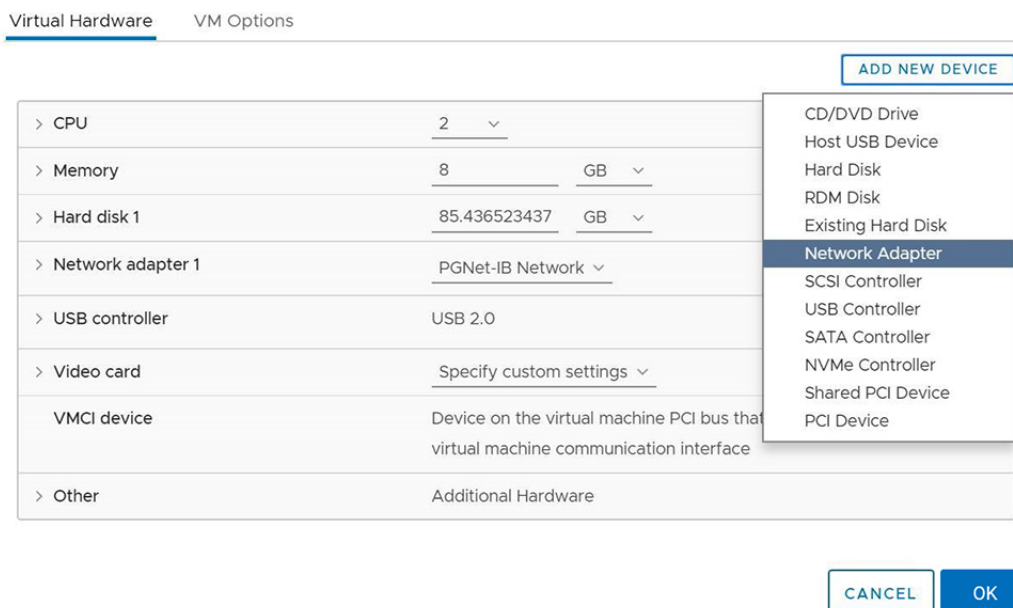 Virtual Hardware VM Options
ADD NEW DEVICE
CPU 2
Memory 8 GB
Hard disk 1 85.436523437 GB
Network adapter 1 PGNet-IB Network
USB controller USB 2.0
Video card Specify custom settings
VMCI device Device on the virtual machine PCI bus that
virtual machine communication interface
Other Additional Hardware
CD/DVD Drive
Host USB Device
Hard Disk
RDM Disk
Existing Hard Disk
Network Adapter
SCSI Controller
USB Controller
SATA Controller
NVMe Controller
Shared PCI Device
PCI Device
CANCEL OK